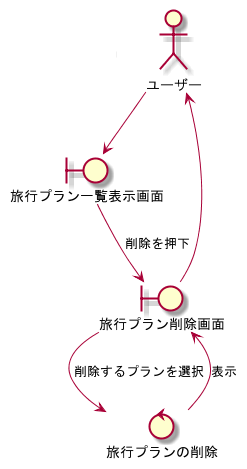 ユーザー
旅行プラン一覧表示画面
削除を押下
旅行プラン削除画面
削除するプランを選択
表示
旅行プランの削除